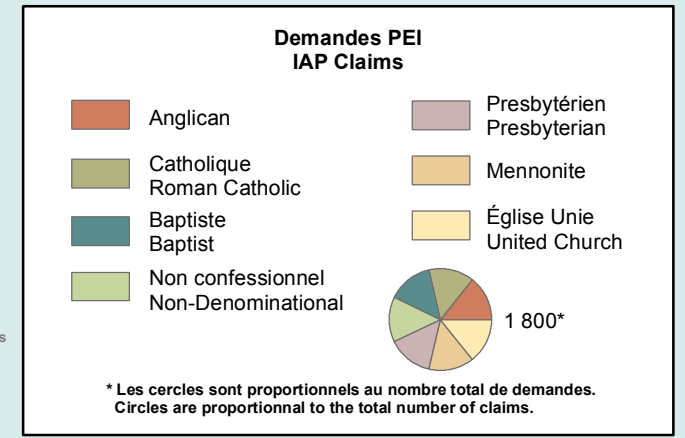 Demandes PEI
IAP Claims
Anglican
Catholique
Roman Catholic
Baptiste
Baptist
Non confessionnel
Non-Denominational
Presbytérien
Presbyterian
Mennonite
Église Unie
United Church
1 800*
* Les cercles sont proportionnels au nombre total de demandes.
Circles are proportionnal to the total number of claims.
s